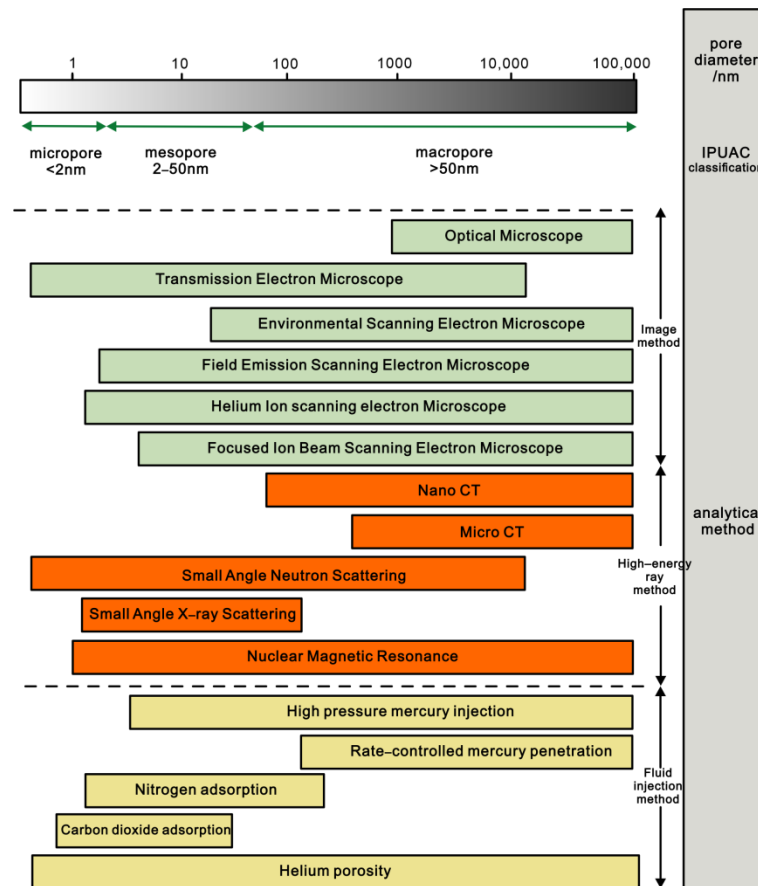 1 10 100 1000 10,000 100,000
pore
diameter
/nm
micropore
<2nm
mesopore
2–50nm
macropore
>50nm
IPUAC
classification
Optical Microscope
Transmission Electron Microscope
Environmental Scanning Electron Microscope
Image
method
Field Emission Scanning Electron Microscope
Helium Ion scanning electron Microscope
Focused Ion Beam Scanning Electron Microscope
Nano CT
analytical
method
Micro CT
High–energy
ray method
Small Angle Neutron Scattering
Small Angle X–ray Scattering
Nuclear Magnetic Resonance
High pressure mercury injection
Rate–controlled mercury penetration
Fluid
injection
method
Nitrogen adsorption
Carbon dioxide adsorption
Helium porosity